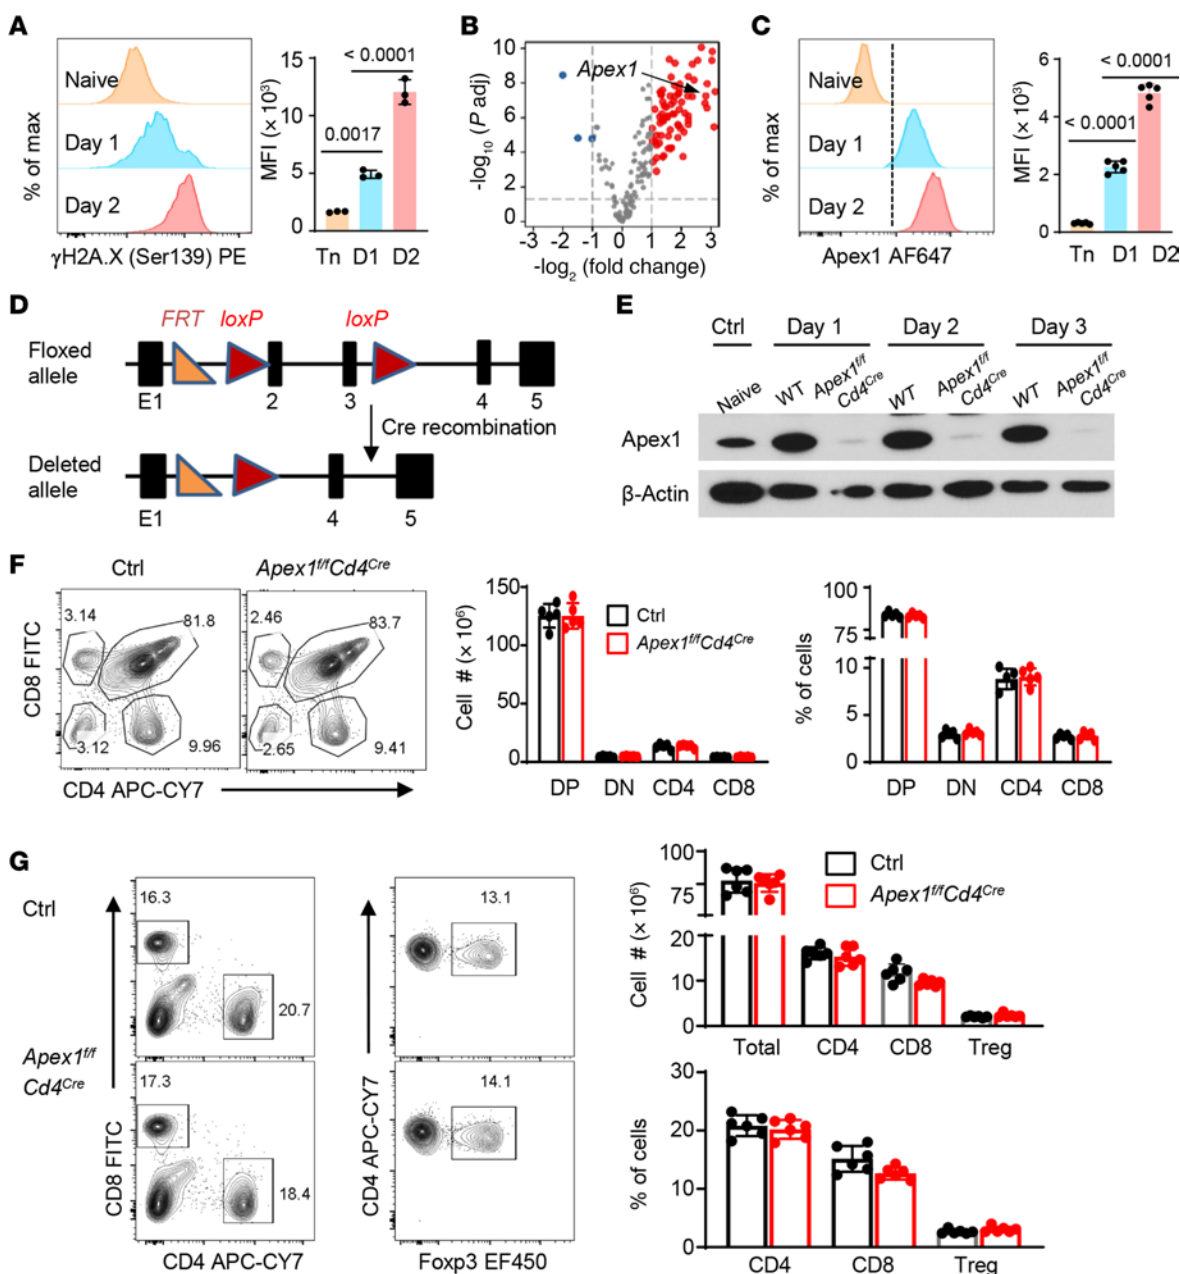 A
Naive
Day 1
Day 2
% of max
γH2A.X (Ser139) PE
MFI (× 10³)
15
10
5
0
< 0.0001
0.0017
Tn D1 D2
B
10
8
6
4
2
0
-log₁₀ (P adj)
Apex1
-3 -2 -1 0 1 2 3
-log₂ (fold change)
C
Naive
Day 1
Day 2
% of max
Apex1 AF647
MFI (× 10³)
6
4
2
0
< 0.0001
< 0.0001
Tn D1 D2
D
FRT loxP loxP
Floxed
allele
E1 2 3 4 5
Cre recombination
Deleted
allele
E1 4 5
E
Ctrl Day 1 Day 2 Day 3
Naive
WT
Apex1f/f
Cd4Cre
WT
Apex1f/f
Cd4Cre
WT
Apex1f/f
Cd4Cre
Apex1
β-Actin
F
Ctrl
Apex1f/fCd4Cre
3.14
81.8
3.12
9.96
2.46
83.7
2.65
9.41
CD8 FITC
CD4 APC-CY7
Cell # (× 10⁶)
150
100
50
0
Ctrl
Apex1f/fCd4Cre
DP DN CD4 CD8
% of cells
100
75
10
5
0
DP DN CD4 CD8
G
Ctrl
16.3
20.7
Apex1f/f
Cd4Cre
17.3
18.4
CD8 FITC
CD4 APC-CY7
13.1
14.1
CD4 APC-CY7
Foxp3 EF450
Cell # (× 10⁶)
100
75
20
10
0
Ctrl
Apex1f/fCd4Cre
Total CD4 CD8 Treg
% of cells
30
20
10
0
CD4 CD8 Treg